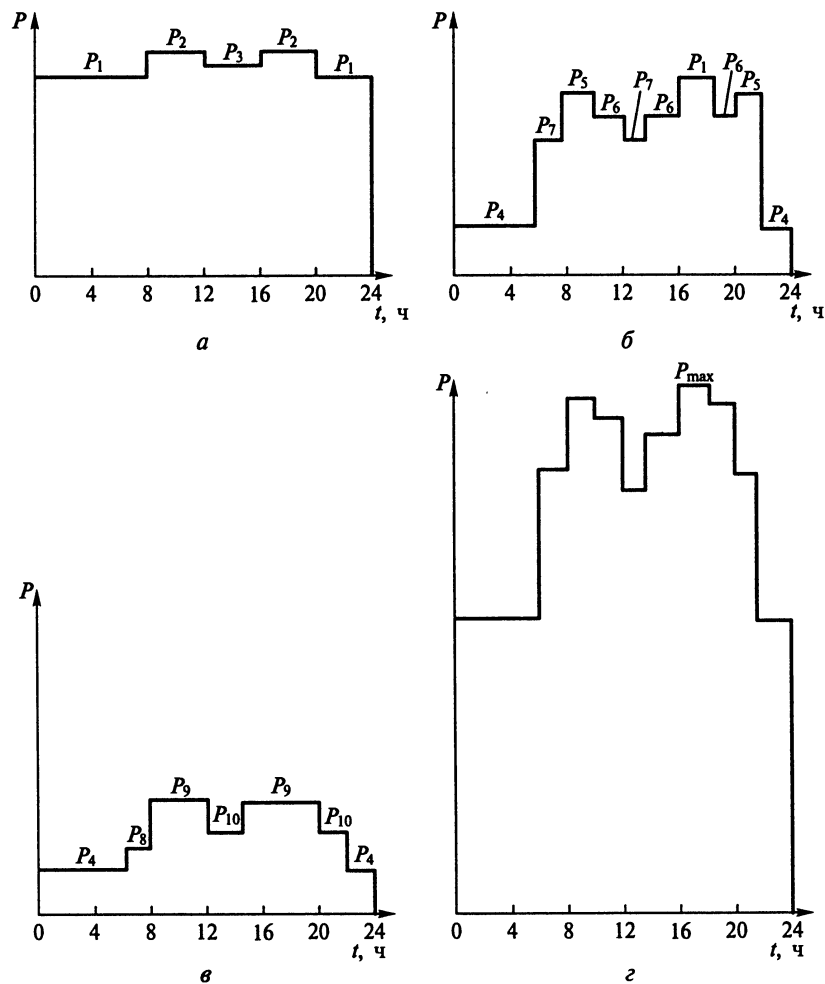 P
P₁ P₂ P₃ P₂ P₁
0 4 8 12 16 20 24
t, ч
а
P
P₄ P₇ P₅ P₆ P₇ P₆ P₁ P₆ P₅ P₄
0 4 8 12 16 20 24
t, ч
б
P
P₄ P₈ P₉ P₁₀ P₉ P₁₀ P₄
0 4 8 12 16 20 24
t, ч
в
P
Pmax
0 4 8 12 16 20 24
t, ч
г